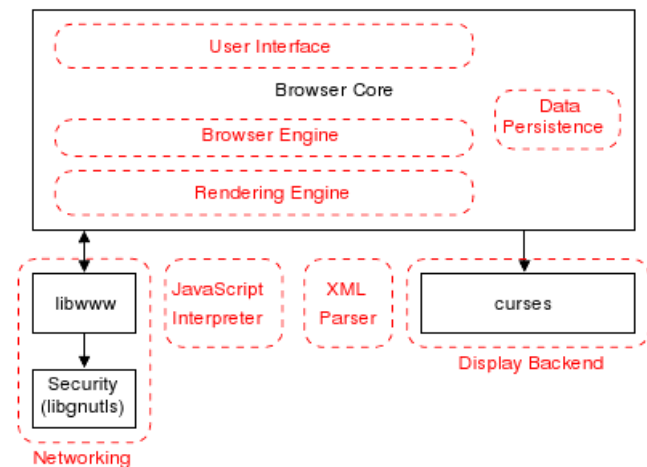 User Interface
Browser Core
Data
Persistence
Browser Engine
Rendering Engine
libwww
JavaScript
Interpreter
XML
Parser
curses
Display Backend
Security
(libgnutls)
Networking